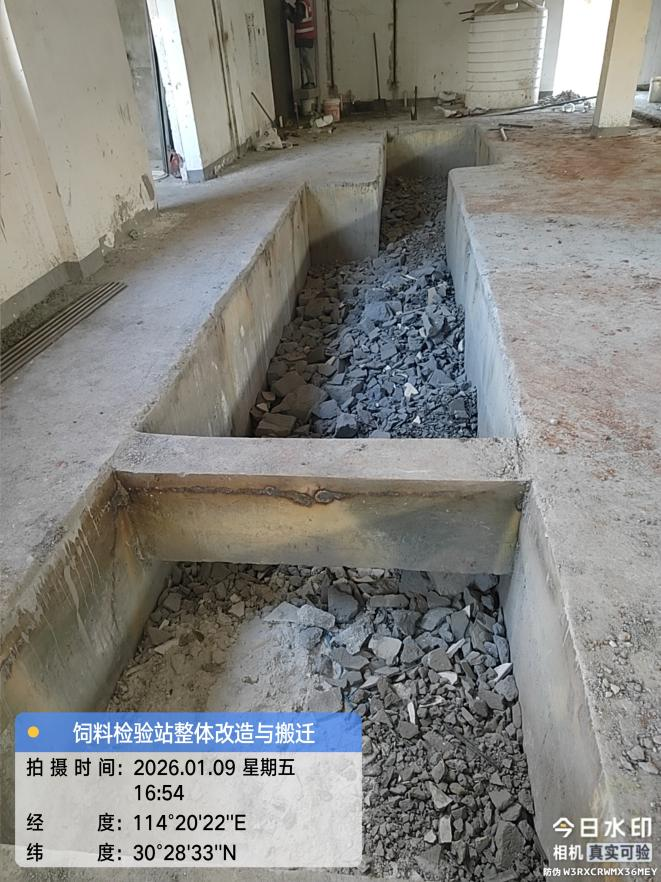 饲料检验站整体改造与搬迁
拍摄时间：2026.01.09 星期五
16:54
经度：114°20'22"E
纬度：30°28'33"N
今日水印
相机 真实可验
防伪 W3RXCRWMX36MEY